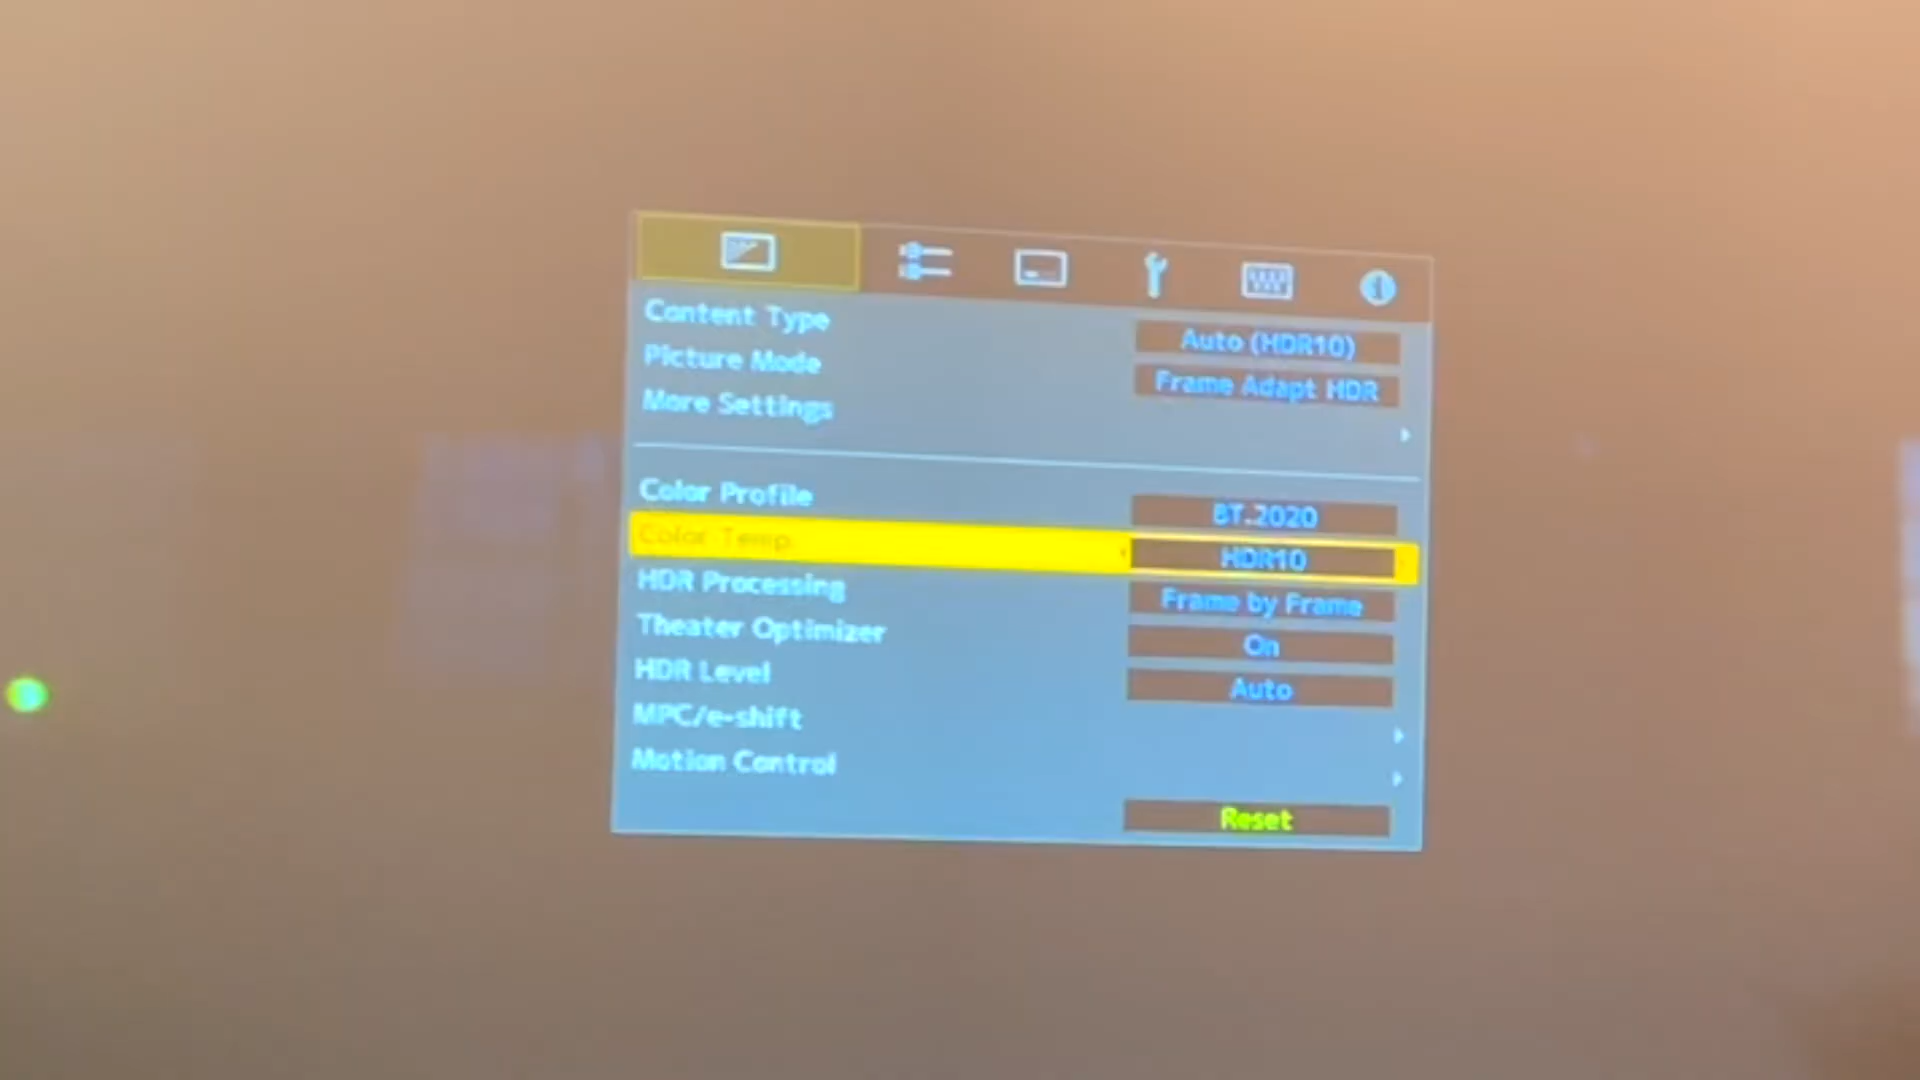 Content Type Auto (HDR10)
Picture Mode Frame Adapt HDR
More Settings
Color Profile BT.2020
Color Temp HDR10
HDR Processing Frame by Frame
Theater Optimizer On
HDR Level Auto
MPC/e-shift
Motion Control
Reset